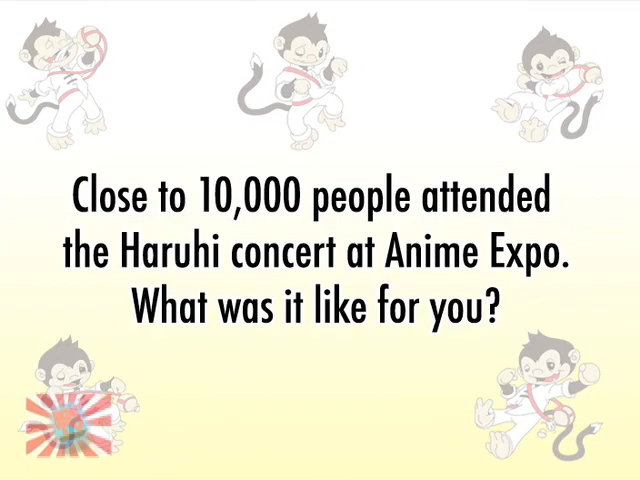 Close to 10,000 people attended
the Haruhi concert at Anime Expo.
What was it like for you?